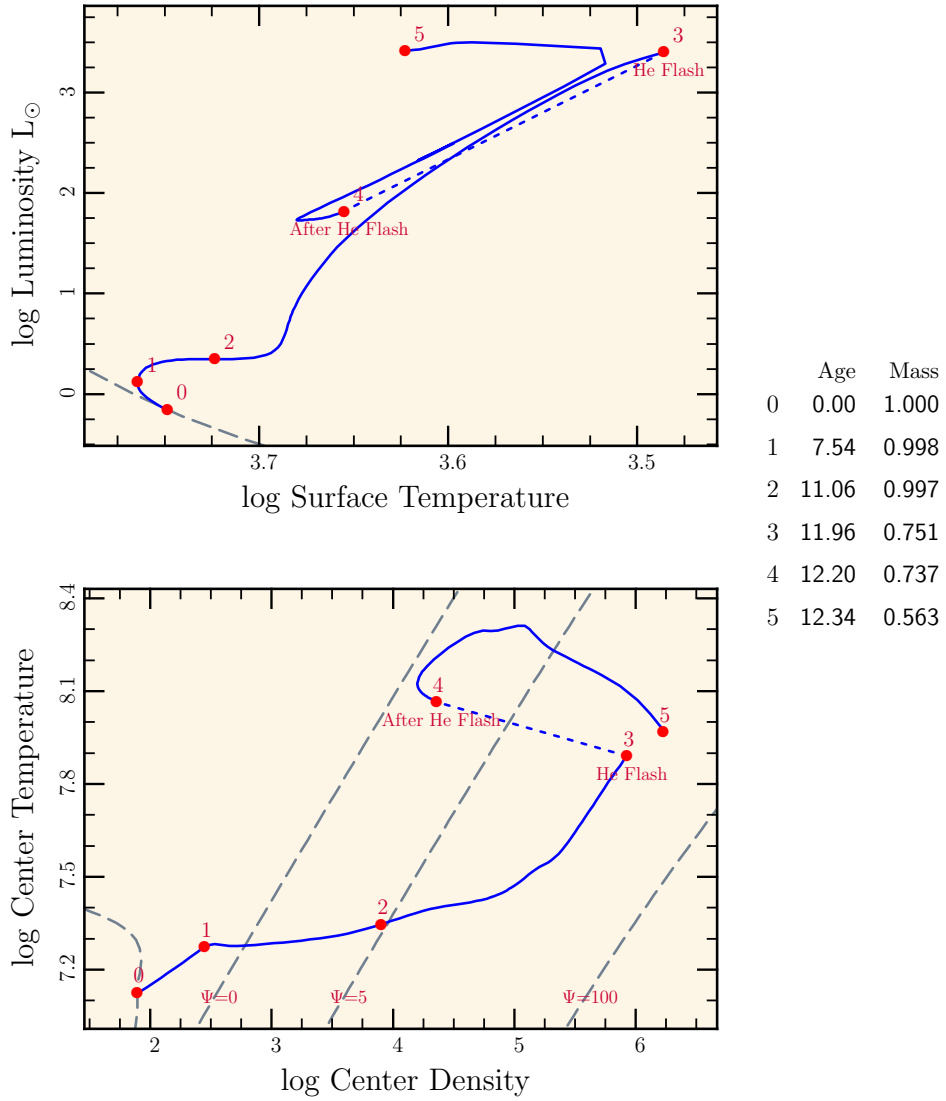 5
3
He Flash
3
4
After He Flash
2
2
1
1
0
0
log Luminosity L⊙
3.7
3.6
3.5
log Surface Temperature
Age Mass
0 0.00 1.000
1 7.54 0.998
2 11.06 0.997
3 11.96 0.751
4 12.20 0.737
5 12.34 0.563
8.4
8.1
4
After He Flash
5
3
He Flash
7.8
7.5
2
1
7.2
0
Ψ=0
Ψ=5
Ψ=100
log Center Temperature
2
3
4
5
6
log Center Density